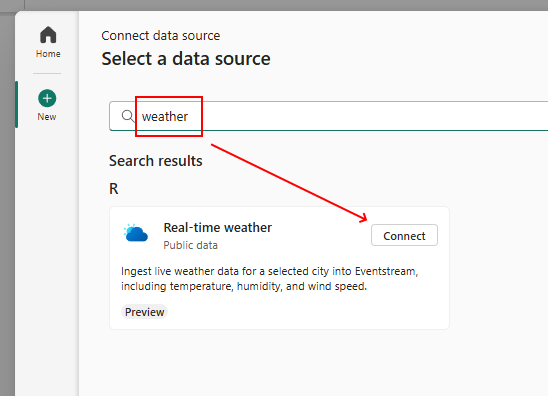 Home
New
Connect data source
Select a data source
weather
Search results
R
Real-time weather
Public data
Connect
Ingest live weather data for a selected city into Eventstream,
including temperature, humidity, and wind speed.
Preview